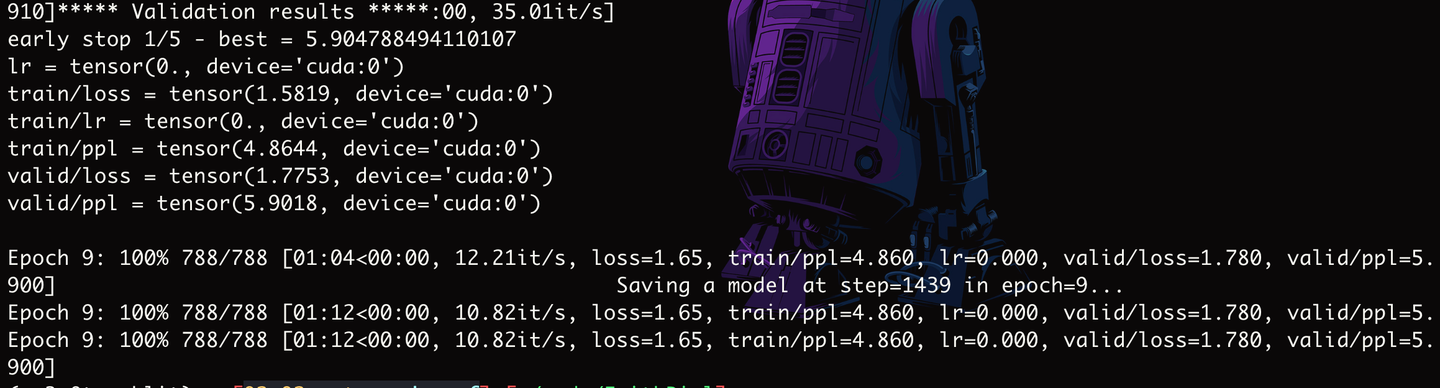 910]***** Validation results *****:00, 35.01it/s]
early stop 1/5 - best = 5.904788494110107
lr = tensor(0., device='cuda:0')
train/loss = tensor(1.5819, device='cuda:0')
train/lr = tensor(0., device='cuda:0')
train/ppl = tensor(4.8644, device='cuda:0')
valid/loss = tensor(1.7753, device='cuda:0')
valid/ppl = tensor(5.9018, device='cuda:0')
Epoch 9: 100% 788/788 [01:04<00:00, 12.21it/s, loss=1.65, train/ppl=4.860, lr=0.000, valid/loss=1.780, valid/ppl=5.
900] Saving a model at step=1439 in epoch=9...
Epoch 9: 100% 788/788 [01:12<00:00, 10.82it/s, loss=1.65, train/ppl=4.860, lr=0.000, valid/loss=1.780, valid/ppl=5.
Epoch 9: 100% 788/788 [01:12<00:00, 10.82it/s, loss=1.65, train/ppl=4.860, lr=0.000, valid/loss=1.780, valid/ppl=5.
900]